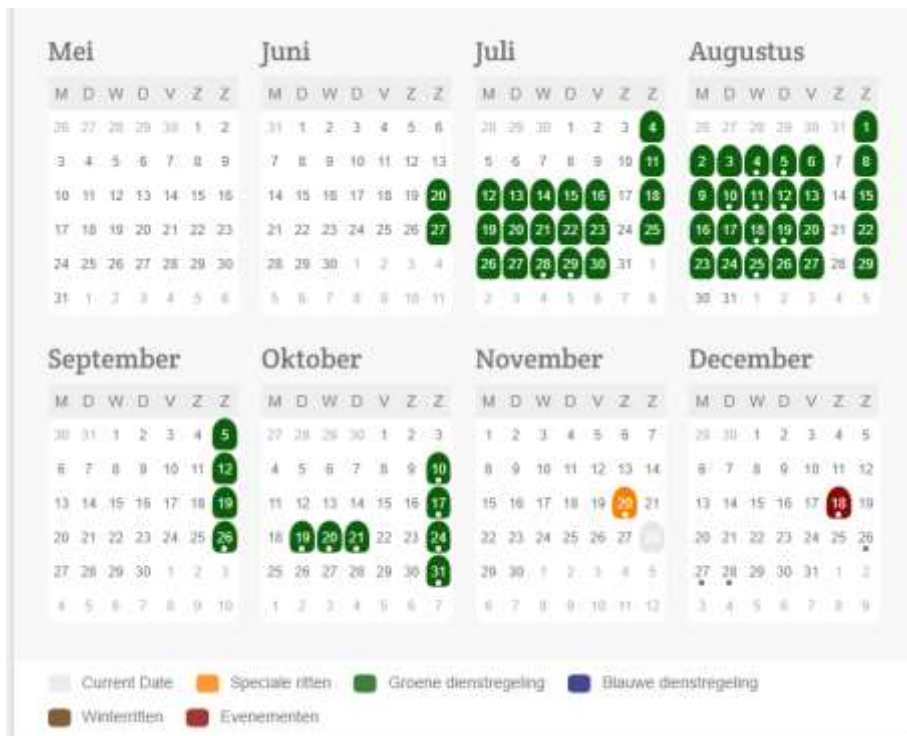 Mei Juni Juli Augustus
M D W D V Z Z M D W D V Z Z M D W D V Z Z M D W D V Z Z
26 27 28 29 30 1 2 31 1 2 3 4 5 6 28 29 30 1 2 3 4 26 27 28 29 30 31 1
3 4 5 6 7 8 9 7 8 9 10 11 12 13 5 6 7 8 9 10 11 2 3 4 5 6 7 8
10 11 12 13 14 15 16 14 15 16 17 18 19 20 12 13 14 15 16 17 18 9 10 11 12 13 14 15
17 18 19 20 21 22 23 21 22 23 24 25 26 27 19 20 21 22 23 24 25 16 17 18 19 20 21 22
24 25 26 27 28 29 30 28 29 30 1 2 3 4 26 27 28 29 30 31 1 23 24 25 26 27 28 29
31 1 2 3 4 5 6 5 6 7 8 9 10 11 2 3 4 5 6 7 8 30 31 1 2 3 4 5
September Oktober November December
M D W D V Z Z M D W D V Z Z M D W D V Z Z M D W D V Z Z
30 31 1 2 3 4 5 27 28 29 30 1 2 3 1 2 3 4 5 6 7 29 30 1 2 3 4 5
6 7 8 9 10 11 12 4 5 6 7 8 9 10 8 9 10 11 12 13 14 6 7 8 9 10 11 12
13 14 15 16 17 18 19 11 12 13 14 15 16 17 15 16 17 18 19 20 21 13 14 15 16 17 18 19
20 21 22 23 24 25 26 18 19 20 21 22 23 24 22 23 24 25 26 27 20 21 22 23 24 25 26
27 28 29 30 1 2 3 25 26 27 28 29 30 31 29 30 1 2 3 4 5 27 28 29 30 31 1 2
4 5 6 7 8 9 10 1 2 3 4 5 6 7 6 7 8 9 10 11 12 3 4 5 6 7 8 9
Current Date Speciale ritten Groene dienstregeling Blauwe dienstregeling
Winterritten Evenementen